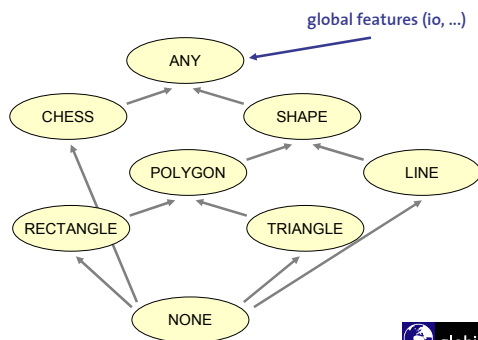 global features (io, ...)
ANY
CHESS
SHAPE
POLYGON
LINE
RECTANGLE
TRIANGLE
NONE